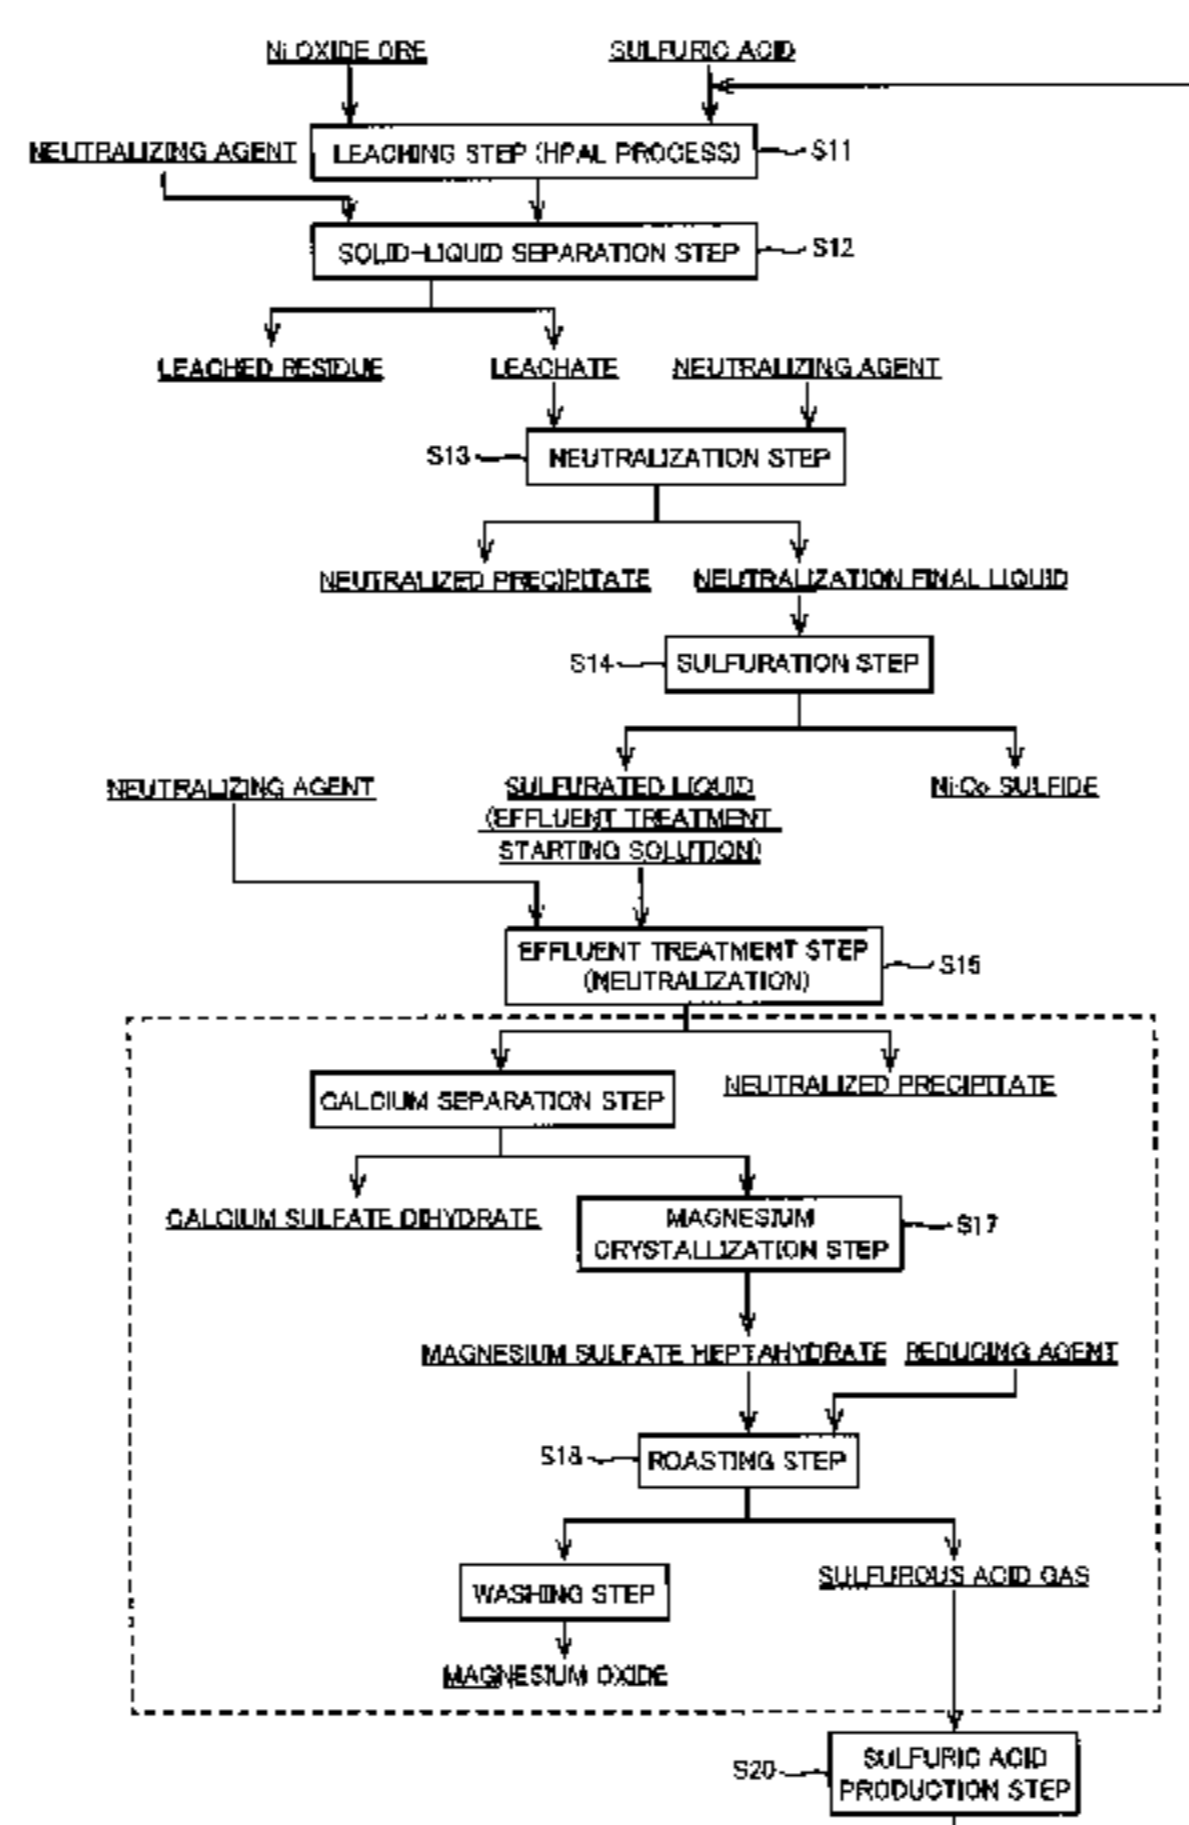 Ni OXIDE ORE
SULFURIC ACID
NEUTRALIZING AGENT
LEACHING STEP (HPAL PROCESS)
S11
SOLID-LIQUID SEPARATION STEP
S12
LEACHED RESIDUE
LEACHATE
NEUTRALIZING AGENT
S13
NEUTRALIZATION STEP
NEUTRALIZED PRECIPITATE
NEUTRALIZATION FINAL LIQUID
S14
SULFURATION STEP
NEUTRALIZING AGENT
SULFURATED LIQUID
(EFFLUENT TREATMENT
STARTING SOLUTION)
Ni·Co SULFIDE
EFFLUENT TREATMENT STEP
(NEUTRALIZATION)
S15
CALCIUM SEPARATION STEP
NEUTRALIZED PRECIPITATE
CALCIUM SULFATE DIHYDRATE
MAGNESIUM
CRYSTALLIZATION STEP
S17
MAGNESIUM SULFATE HEPTAHYDRATE
REDUCING AGENT
S18
ROASTING STEP
WASHING STEP
SULFUROUS ACID GAS
MAGNESIUM OXIDE
S20
SULFURIC ACID
PRODUCTION STEP